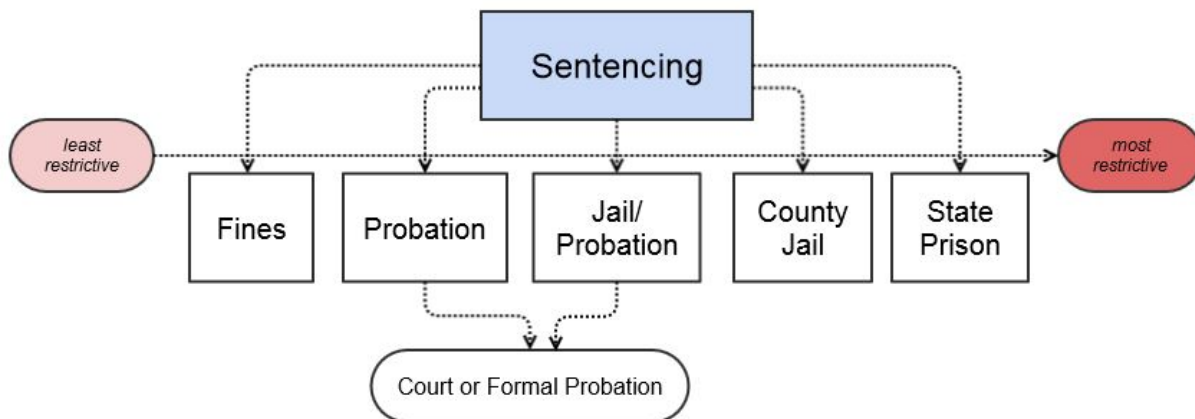 Sentencing
least
restrictive
most
restrictive
Fines
Probation
Jail/
Probation
County
Jail
State
Prison
Court or Formal Probation